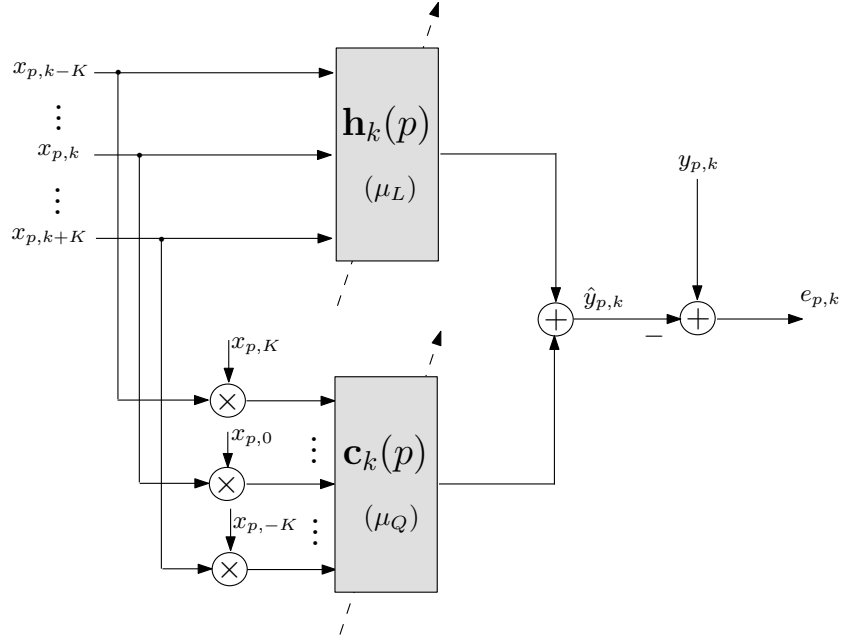 x_{p,k−K}
⋮
x_{p,k}
⋮
x_{p,k+K}
h_k(p)
(μ_L)
y_{p,k}
ŷ_{p,k}
e_{p,k}
+
+
−
x_{p,K}
×
x_{p,0}
⋮
×
x_{p,−K}
⋮
×
c_k(p)
(μ_Q)